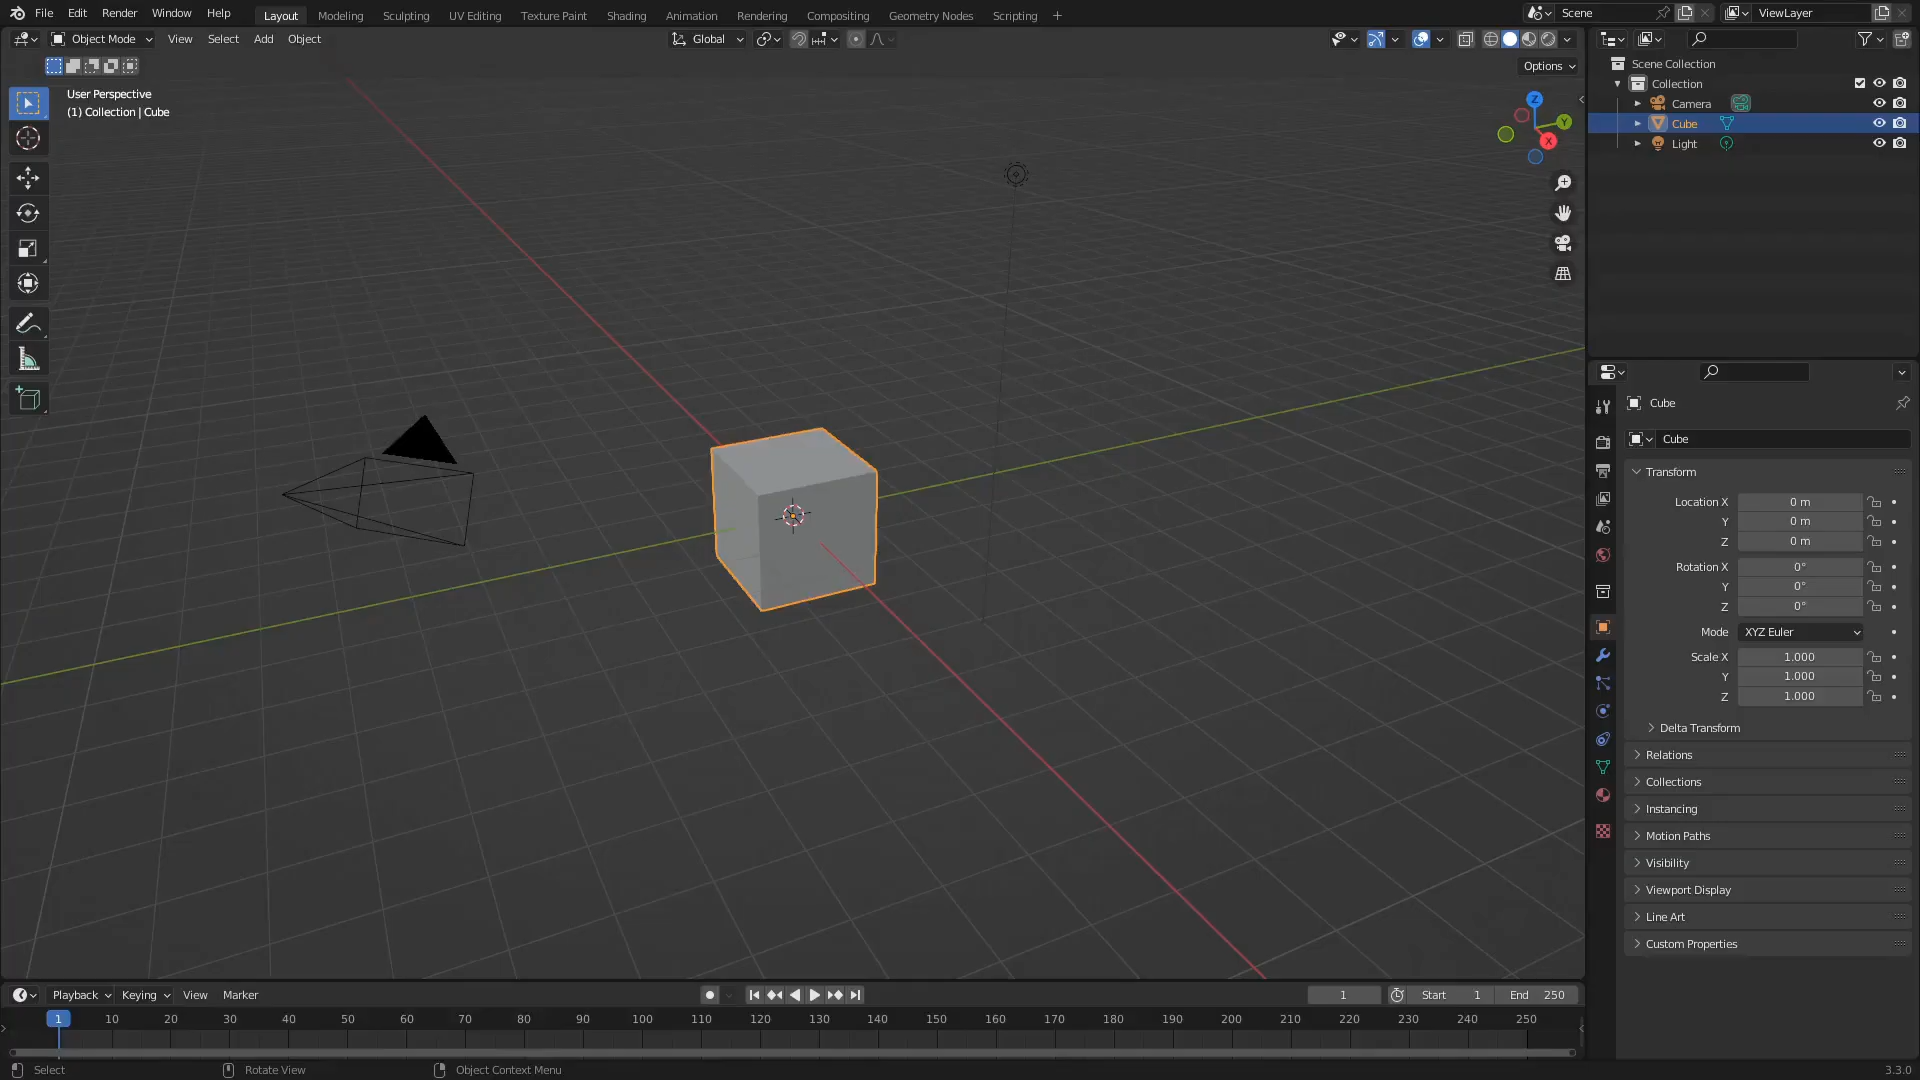 File Edit Render Window Help
Layout Modeling Sculpting UV Editing Texture Paint Shading Animation Rendering Compositing Geometry Nodes Scripting +
Scene
ViewLayer
Object Mode View Select Add Object
Global
Options
User Perspective
(1) Collection | Cube
Z
Y
X
Scene Collection
Collection
Camera
Cube
Light
Cube
Cube
Transform
Location X 0 m
Y 0 m
Z 0 m
Rotation X 0°
Y 0°
Z 0°
Mode XYZ Euler
Scale X 1.000
Y 1.000
Z 1.000
Delta Transform
Relations
Collections
Instancing
Motion Paths
Visibility
Viewport Display
Line Art
Custom Properties
Playback Keying View Marker
1 Start 1 End 250
1 10 20 30 40 50 60 70 80 90 100 110 120 130 140 150 160 170 180 190 200 210 220 230 240 250
Select Rotate View Object Context Menu 3.3.0